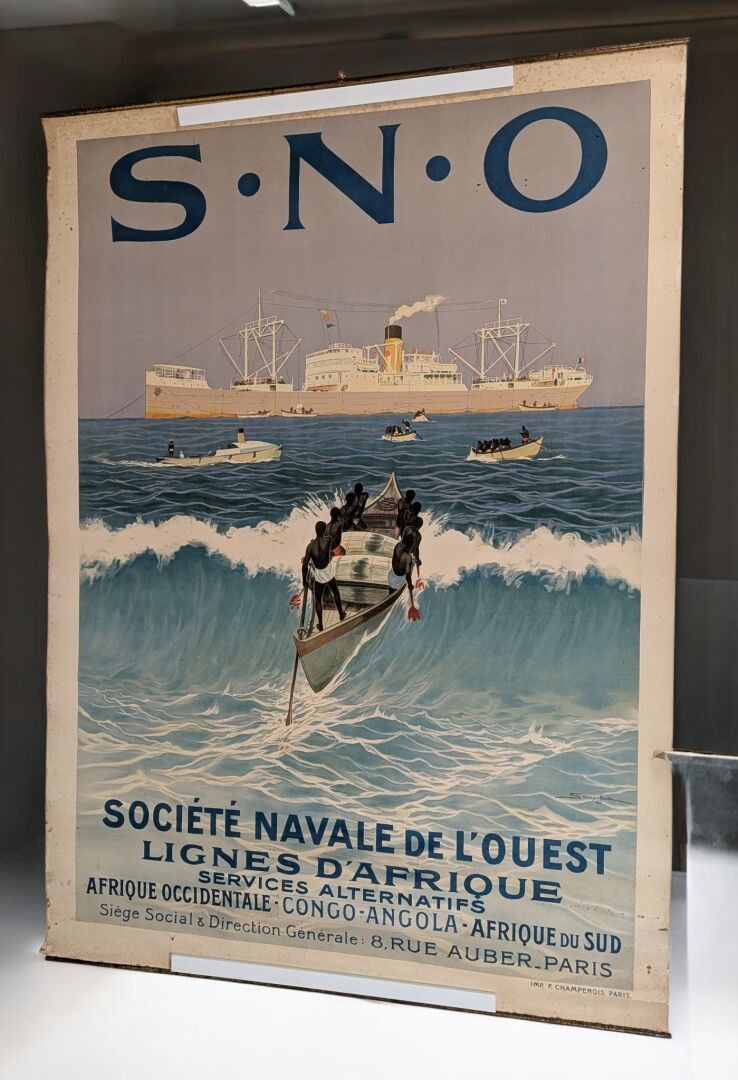 S·N·O
SOCIÉTÉ NAVALE DE L'OUEST
LIGNES D'AFRIQUE
SERVICES ALTERNATIFS
AFRIQUE OCCIDENTALE-CONGO-ANGOLA-AFRIQUE DU SUD
Siège Social & Direction Générale: 8, RUE AUBER_PARIS
IMP. F. CHAMPENOIS. PARIS.